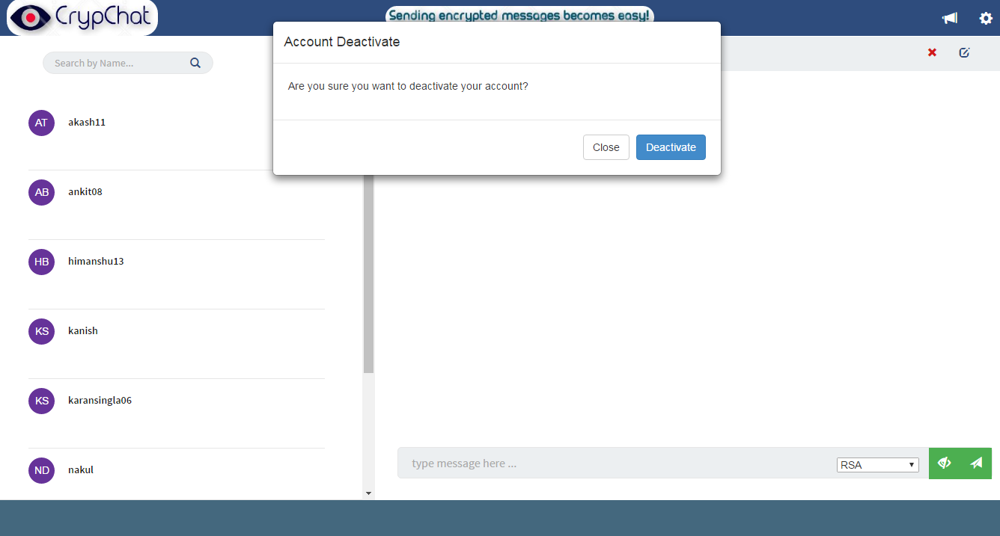 CrypChat
Sending encrypted messages becomes easy!
Account Deactivate
Are you sure you want to deactivate your account?
Close
Deactivate
Search by Name...
AT
akash11
AB
ankit08
HB
himanshu13
KS
kanish
KS
karansingla06
ND
nakul
type message here ...
RSA